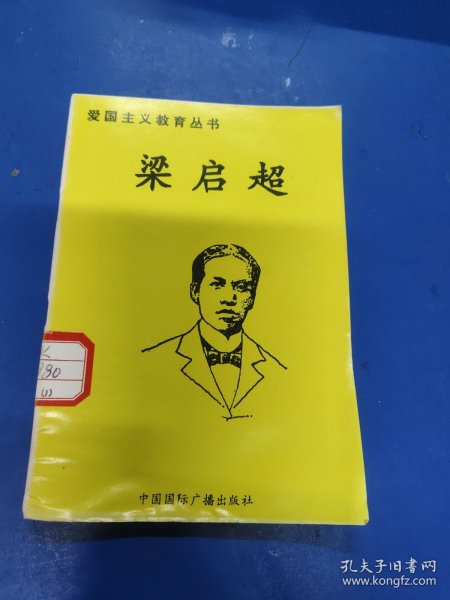 爱国主义教育丛书
梁启超
K
(1)
中国国际广播出版社
孔夫子旧书网
www.kongfz.com